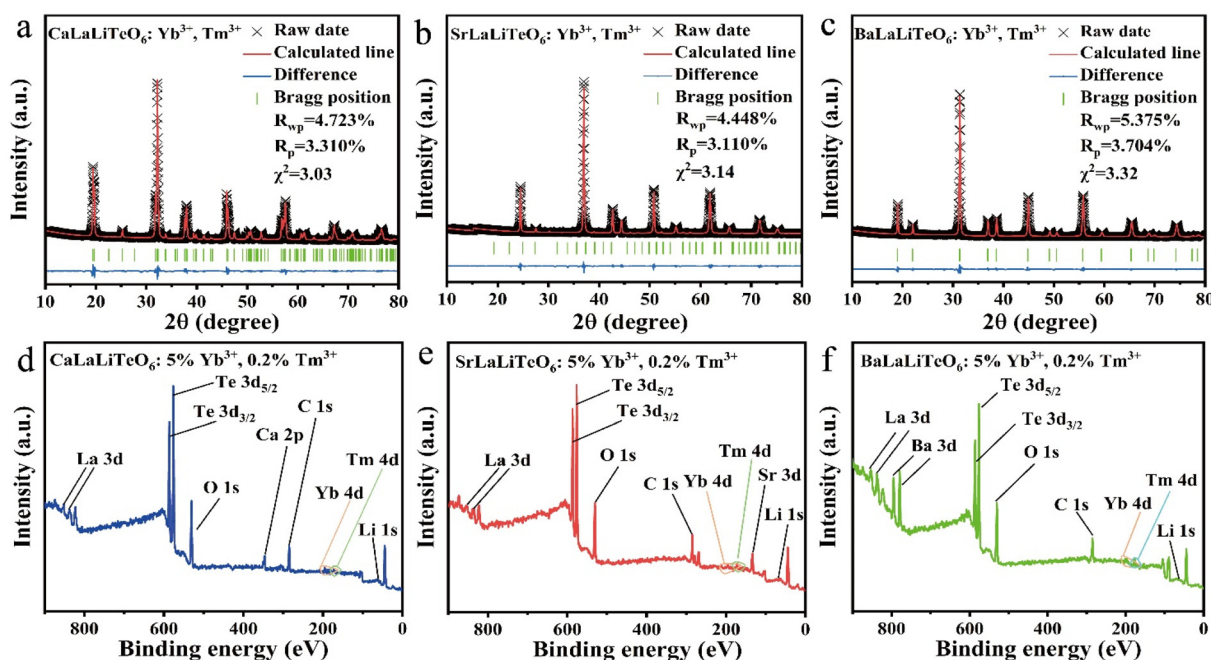 a
CaLaLiTeO₆: Yb³⁺, Tm³⁺
Raw date
Calculated line
Difference
Bragg position
R_wp=4.723%
R_p=3.310%
χ²=3.03
Intensity (a.u.)
10 20 30 40 50 60 70 80
2θ (degree)
b
SrLaLiTeO₆: Yb³⁺, Tm³⁺
Raw date
Calculated line
Difference
Bragg position
R_wp=4.448%
R_p=3.110%
χ²=3.14
Intensity (a.u.)
10 20 30 40 50 60 70 80
2θ (degree)
c
BaLaLiTeO₆: Yb³⁺, Tm³⁺
Raw date
Calculated line
Difference
Bragg position
R_wp=5.375%
R_p=3.704%
χ²=3.32
Intensity (a.u.)
10 20 30 40 50 60 70 80
2θ (degree)
d
CaLaLiTeO₆: 5% Yb³⁺, 0.2% Tm³⁺
Te 3d₅/₂
Te 3d₃/₂
C 1s
Ca 2p
La 3d
Tm 4d
O 1s
Yb 4d
Li 1s
Intensity (a.u.)
800 600 400 200 0
Binding energy (eV)
e
SrLaLiTeO₆: 5% Yb³⁺, 0.2% Tm³⁺
Te 3d₅/₂
Te 3d₃/₂
Tm 4d
La 3d
O 1s
C 1s
Yb 4d
Sr 3d
Li 1s
Intensity (a.u.)
800 600 400 200 0
Binding energy (eV)
f
BaLaLiTeO₆: 5% Yb³⁺, 0.2% Tm³⁺
Te 3d₅/₂
La 3d
Te 3d₃/₂
Ba 3d
O 1s
Tm 4d
C 1s
Yb 4d
Li 1s
Intensity (a.u.)
800 600 400 200 0
Binding energy (eV)